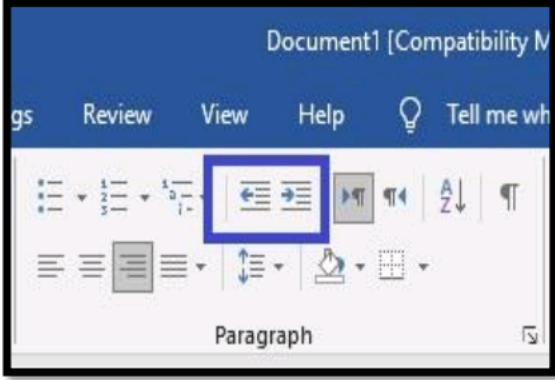 Document1 [Compatibility M
gs Review View Help Tell me wh
Paragraph